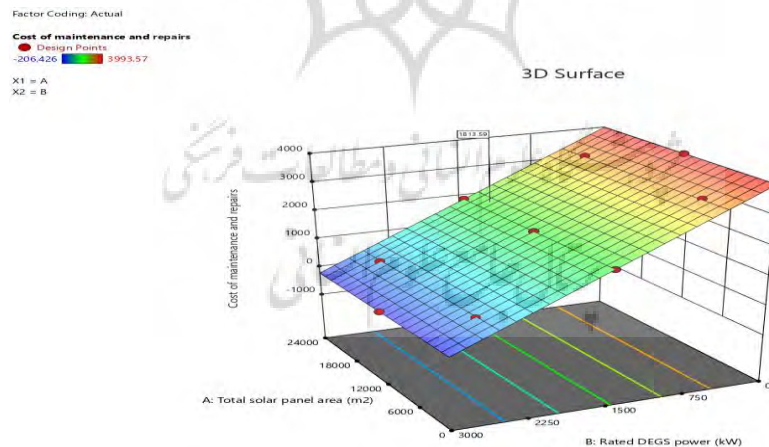 Factor Coding: Actual
Cost of maintenance and repairs
Design Points
-206.426 3993.57
X1 = A
X2 = B
3D Surface
1813.59
4000
3000
2000
1000
0
-1000
Cost of maintenance and repairs
24000
18000
12000
6000
0
A: Total solar panel area (m2)
3000
2250
1500
750
0
B: Rated DEGS power (kW)